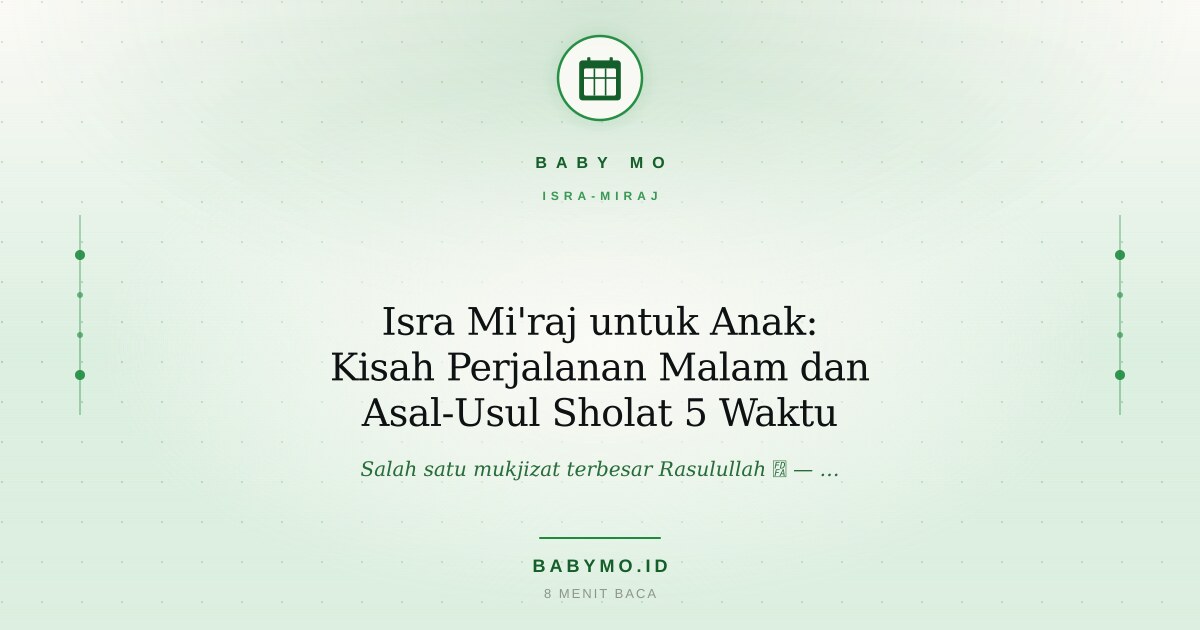 BABY MO
ISRA-MIRAJ
Isra Mi'raj untuk Anak:
Kisah Perjalanan Malam dan
Asal-Usul Sholat 5 Waktu
Salah satu mukjizat terbesar Rasulullah — ...
BABYMO.ID
8 MENIT BACA